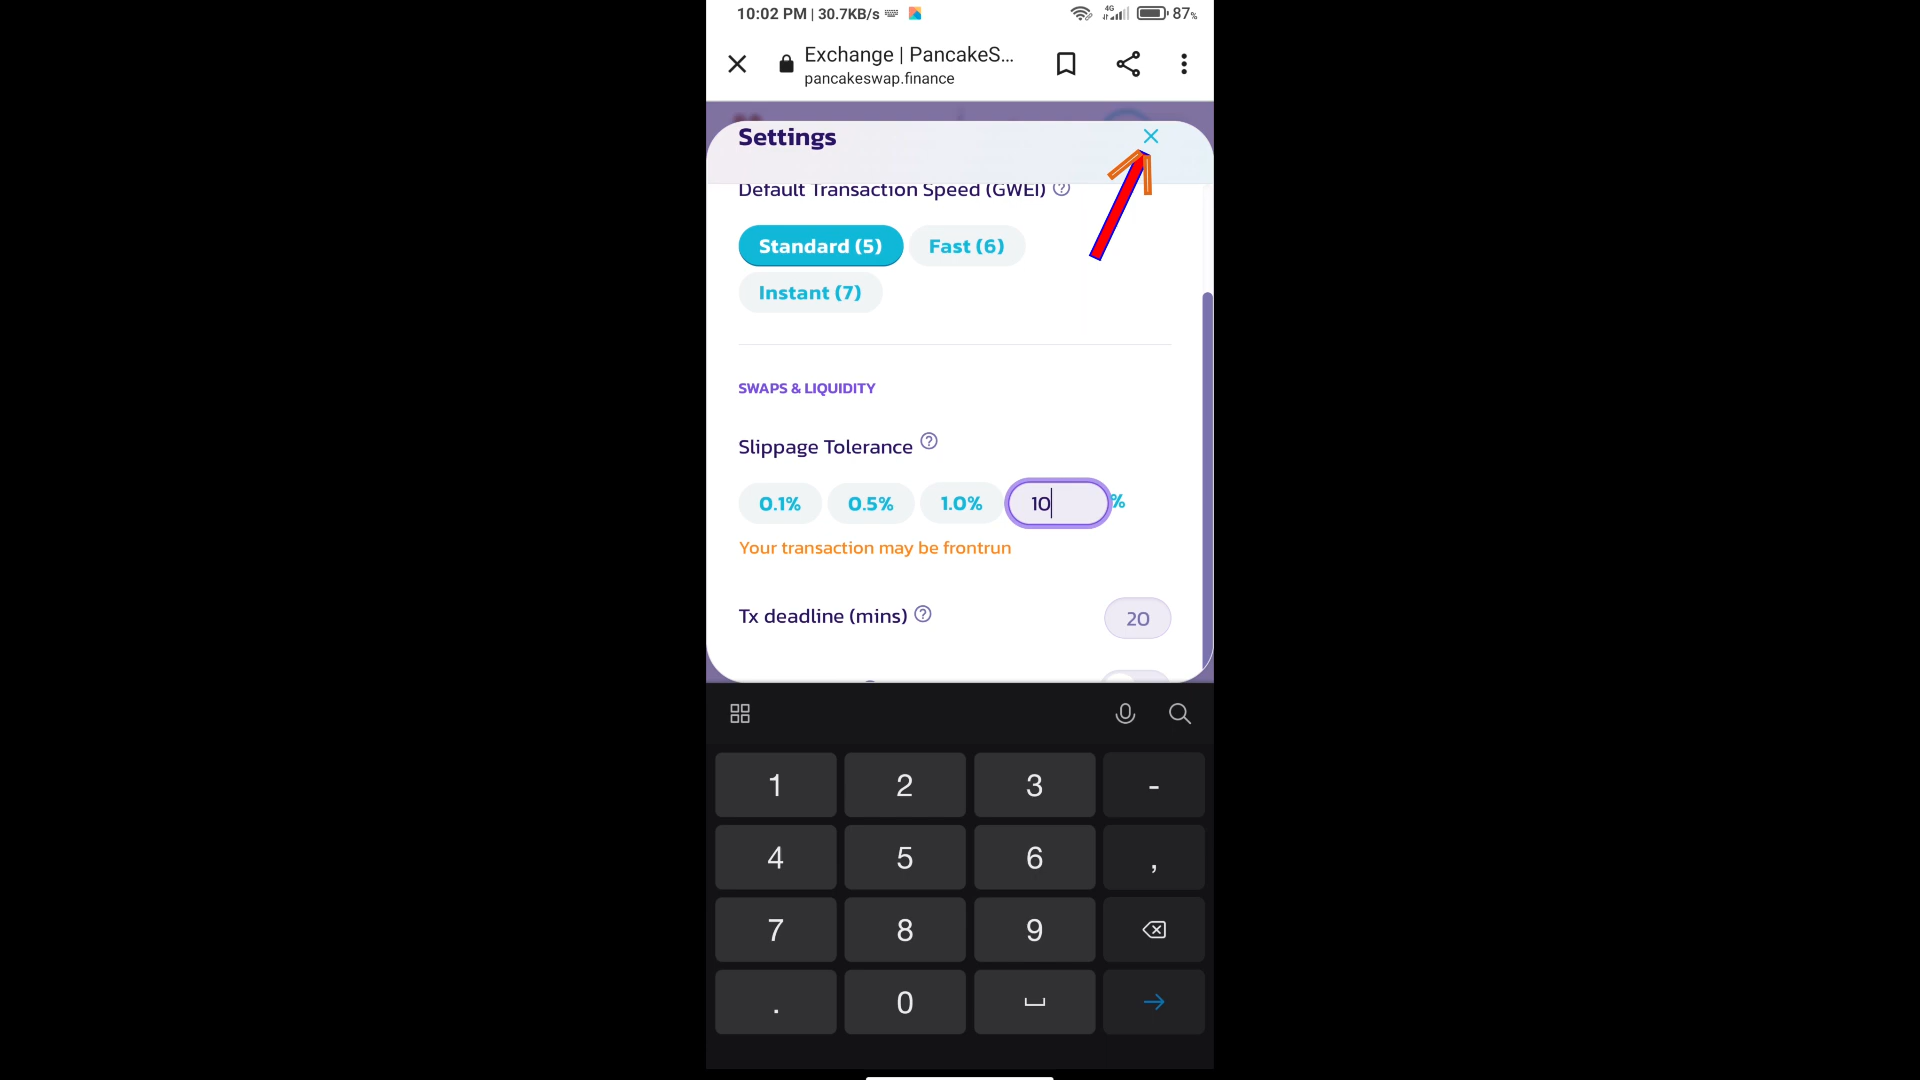 10:02 PM | 30.7KB/s 4G 87%
Exchange | PancakeS...
pancakeswap.finance
Settings
Default Transaction Speed (GWEI) ?
Standard (5) Fast (6)
Instant (7)
SWAPS & LIQUIDITY
Slippage Tolerance ?
0.1% 0.5% 1.0% 10 %
Your transaction may be frontrun
Tx deadline (mins) ? 20
1 2 3 -
4 5 6 ,
7 8 9
. 0